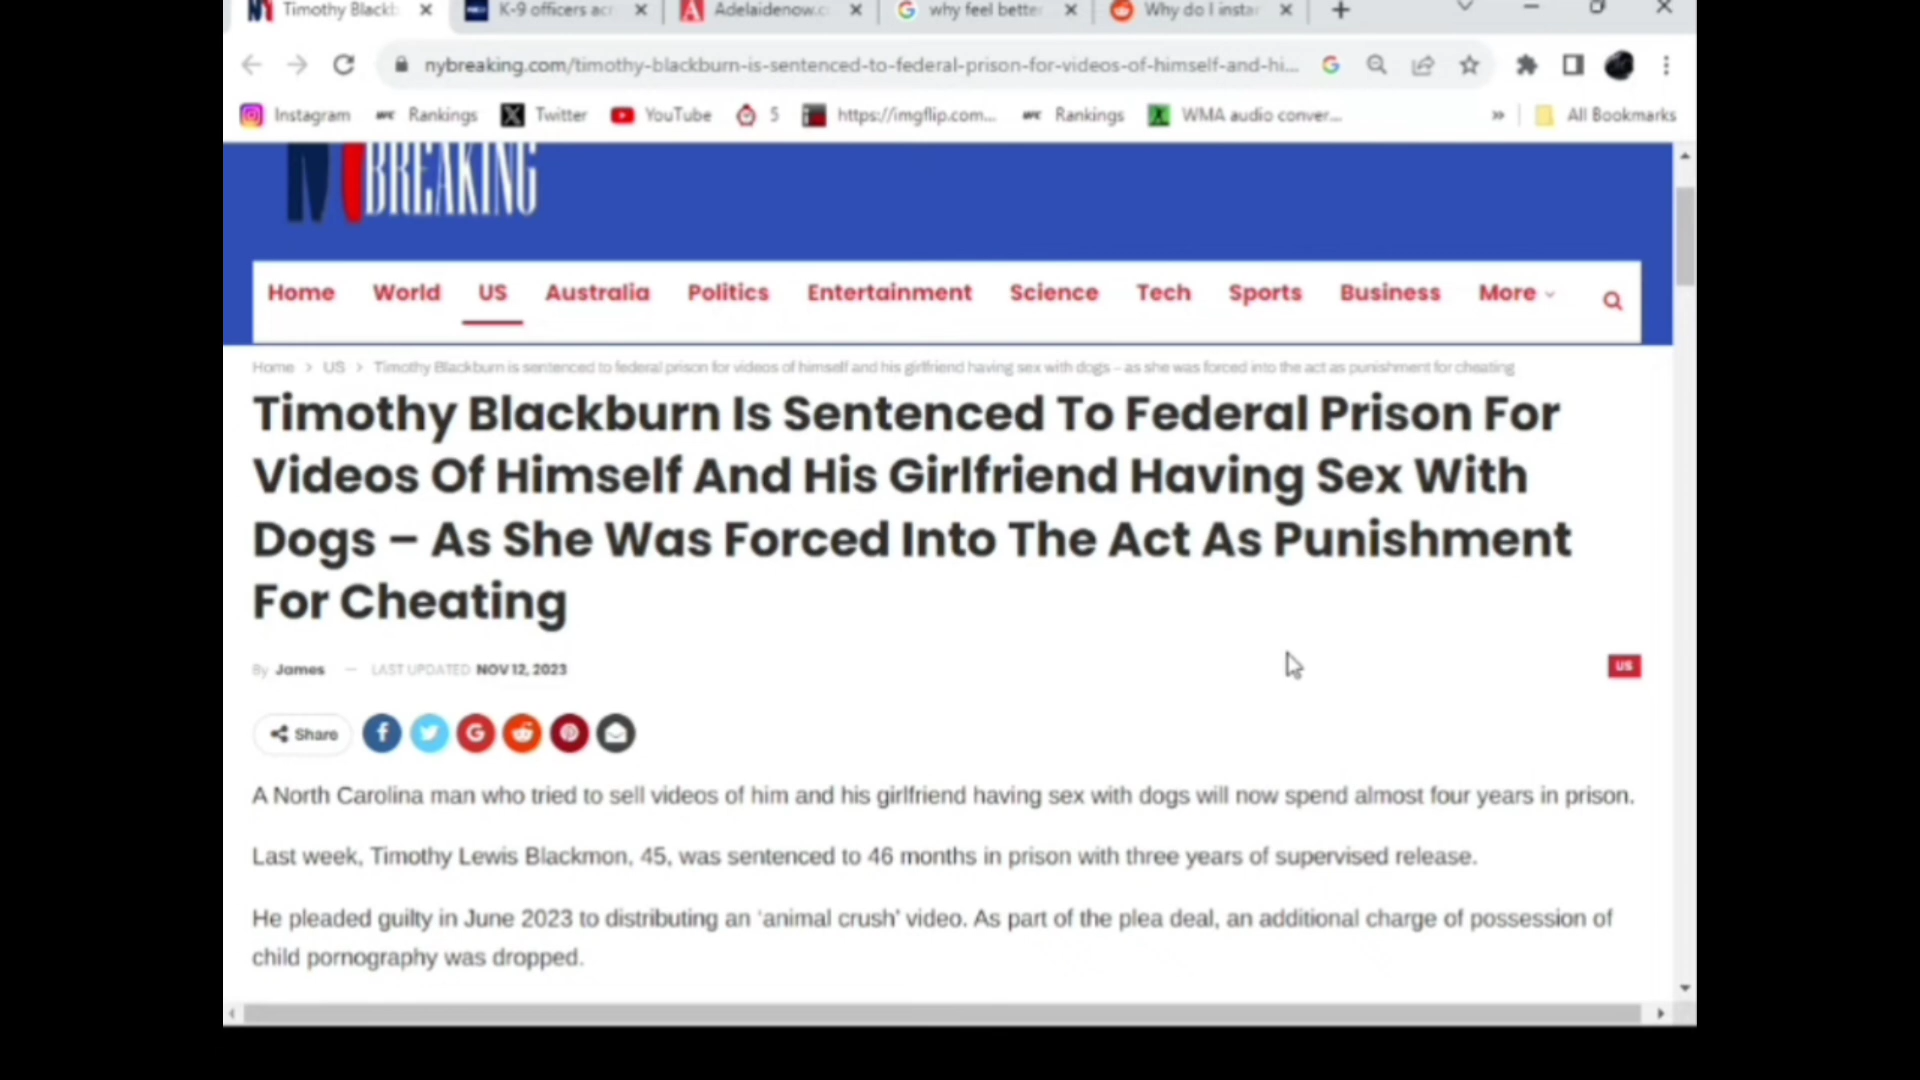 Timothy Blackb
K-9 officers acr
Adelaidenow.c
why feel better
Why do I instar
nybreaking.com/timothy-blackburn-is-sentenced-to-federal-prison-for-videos-of-himself-and-hi...
Instagram Rankings Twitter YouTube 5 https://imgflip.com... Rankings WMA audio conver... » All Bookmarks
NY BREAKING
Home World US Australia Politics Entertainment Science Tech Sports Business More
Home > US > Timothy Blackburn is sentenced to federal prison for videos of himself and his girlfriend having sex with dogs – as she was forced into the act as punishment for cheating
Timothy Blackburn Is Sentenced To Federal Prison For
Videos Of Himself And His Girlfriend Having Sex With
Dogs – As She Was Forced Into The Act As Punishment
For Cheating
By James — LAST UPDATED NOV 12, 2023
US
Share
A North Carolina man who tried to sell videos of him and his girlfriend having sex with dogs will now spend almost four years in prison.
Last week, Timothy Lewis Blackmon, 45, was sentenced to 46 months in prison with three years of supervised release.
He pleaded guilty in June 2023 to distributing an ‘animal crush’ video. As part of the plea deal, an additional charge of possession of
child pornography was dropped.